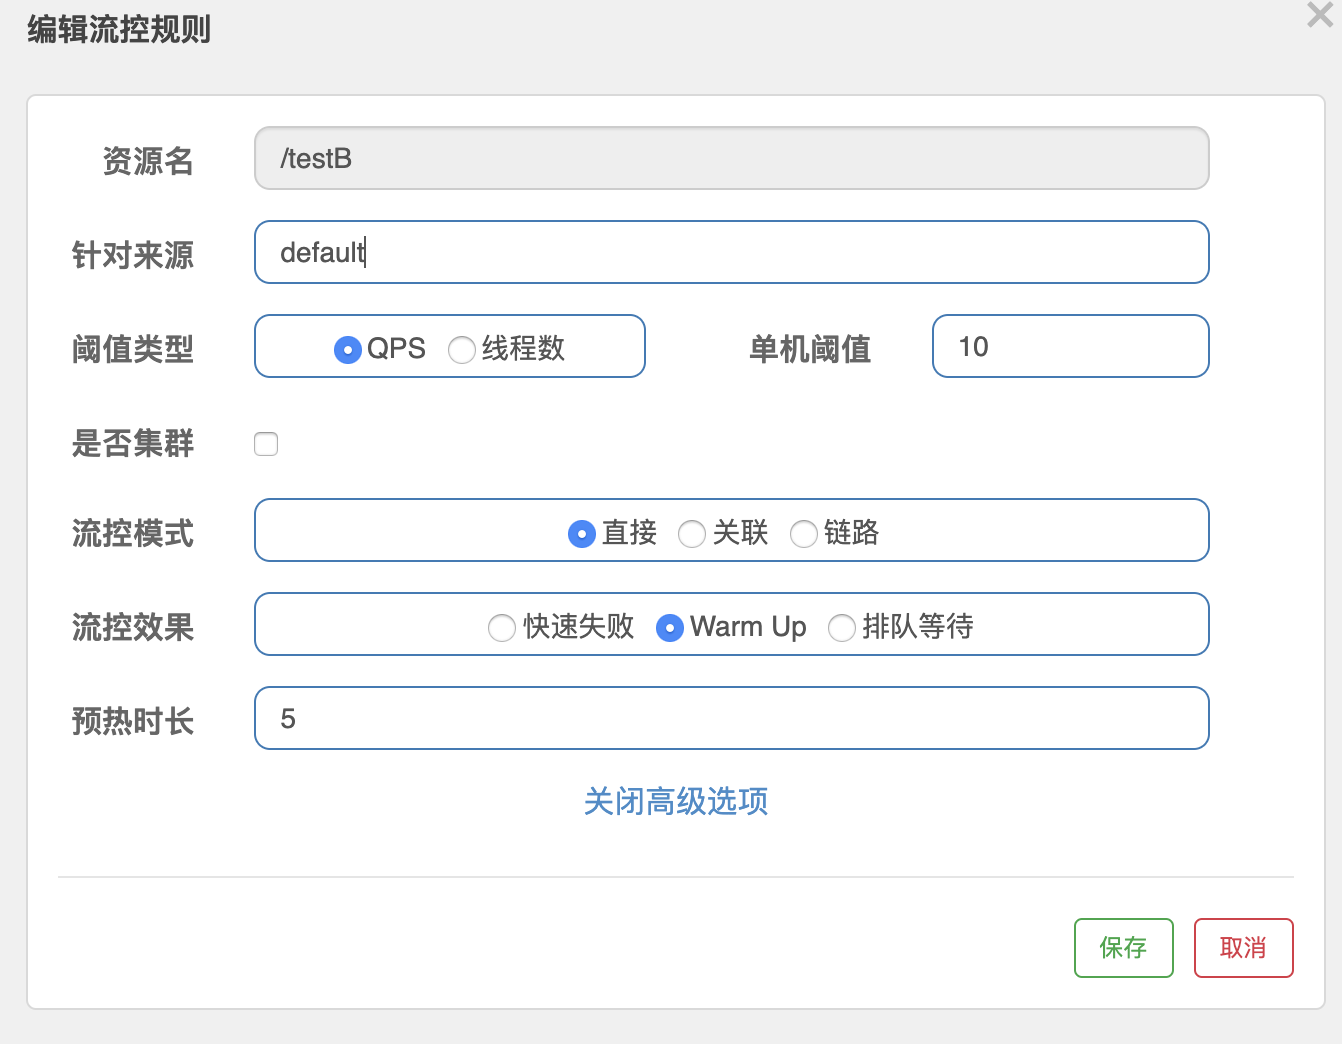 编辑流控规则
资源名 /testB
针对来源 default
阈值类型 QPS 线程数 单机阈值 10
是否集群
流控模式 直接 关联 链路
流控效果 快速失败 Warm Up 排队等待
预热时长 5
关闭高级选项
保存 取消